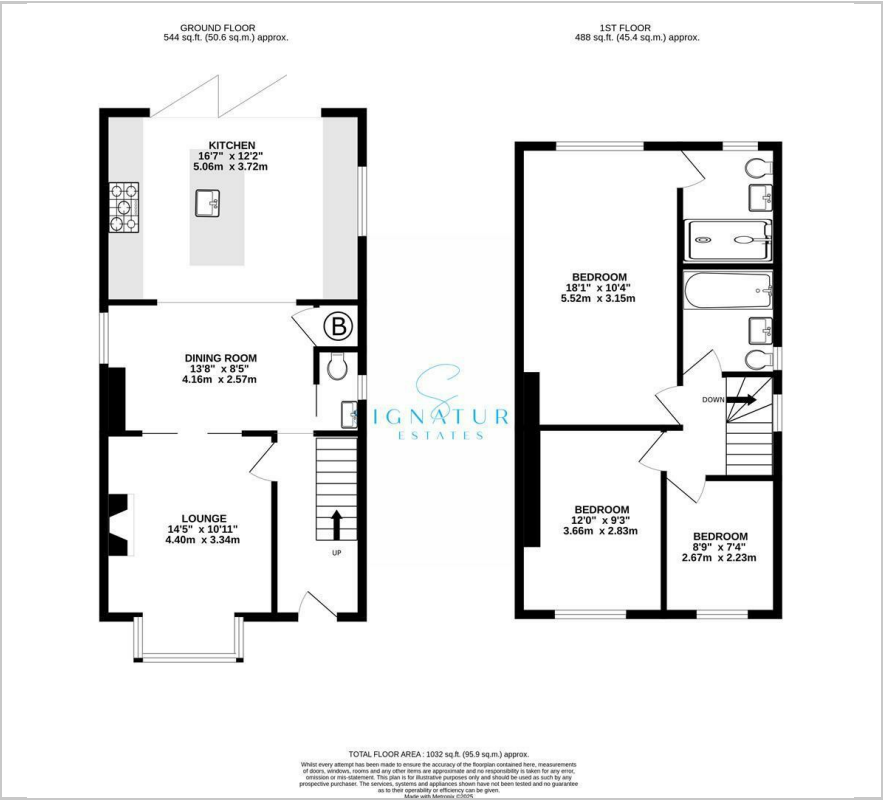 GROUND FLOOR
544 sq.ft. (50.6 sq.m.) approx.
1ST FLOOR
488 sq.ft. (45.4 sq.m.) approx.
KITCHEN
16'7" x 12'2"
5.06m x 3.72m
B
DINING ROOM
13'8" x 8'5"
4.16m x 2.57m
LOUNGE
14'5" x 10'11"
4.40m x 3.34m
UP
S
IGNATUR
ESTATES
BEDROOM
18'1" x 10'4"
5.52m x 3.15m
DOWN
BEDROOM
12'0" x 9'3"
3.66m x 2.83m
BEDROOM
8'9" x 7'4"
2.67m x 2.23m
TOTAL FLOOR AREA : 1032 sq.ft. (95.9 sq.m.) approx.
Whilst every attempt has been made to ensure the accuracy of the floorplan contained here, measurements
of doors, windows, rooms and any other items are approximate and no responsibility is taken for any error,
omission or mis-statement. This plan is for illustrative purposes only and should be used as such by any
prospective purchaser. The services, systems and appliances shown have not been tested and no guarantee
as to their operability or efficiency can be given.
Made with Metropix ©2025